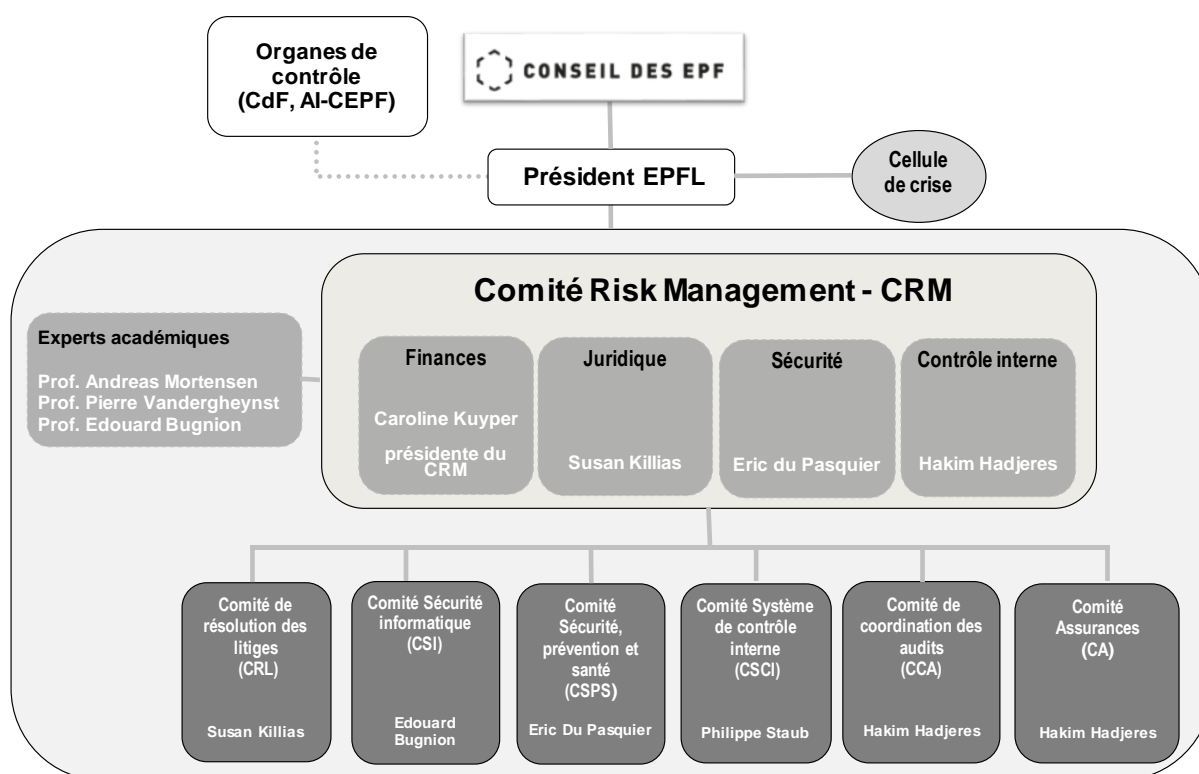 Organes de
contrôle
(CdF, AI-CEPF)
CONSEIL DES EPF
Président EPFL
Cellule
de crise
Comité Risk Management - CRM
Experts académiques
Prof. Andreas Mortensen
Prof. Pierre Vandergheynst
Prof. Edouard Bugnion
Finances
Caroline Kuyper
présidente du
CRM
Juridique
Susan Killias
Sécurité
Eric du Pasquier
Contrôle interne
Hakim Hadjeres
Comité de
résolution des
litiges
(CRL)
Susan Killias
Comité Sécurité
informatique
(CSI)
Edouard
Bugnion
Comité
Sécurité,
prévention et
santé
(CSPS)
Eric Du Pasquier
Comité Système
de contrôle
interne
(CSCI)
Philippe Staub
Comité de
coordination des
audits
(CCA)
Hakim Hadjeres
Comité
Assurances
(CA)
Hakim Hadjeres